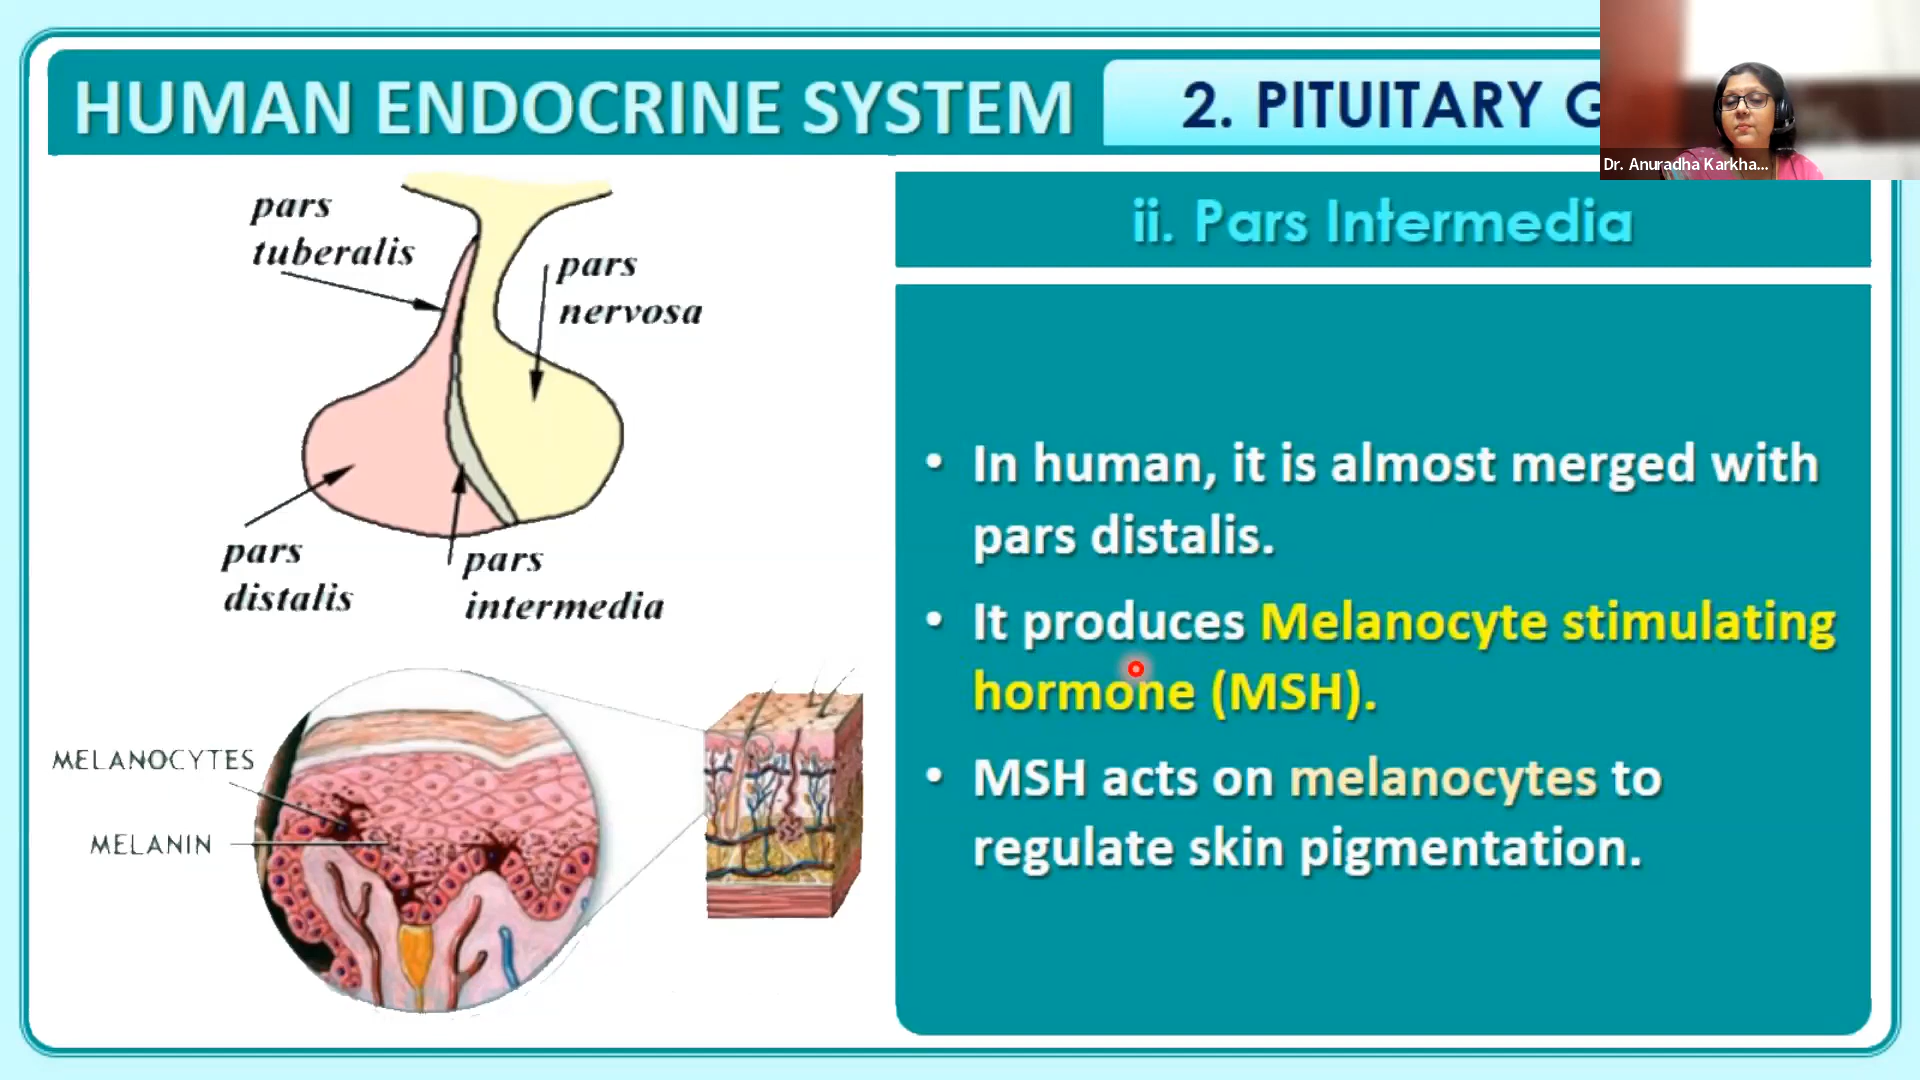 HUMAN ENDOCRINE SYSTEM
2. PITUITARY G
Dr. Anuradha Karkha...
pars
tuberalis
pars
nervosa
pars
distalis
pars
intermedia
MELANOCYTES
MELANIN
ii. Pars Intermedia
• In human, it is almost merged with
pars distalis.
• It produces Melanocyte stimulating
hormone (MSH).
• MSH acts on melanocytes to
regulate skin pigmentation.